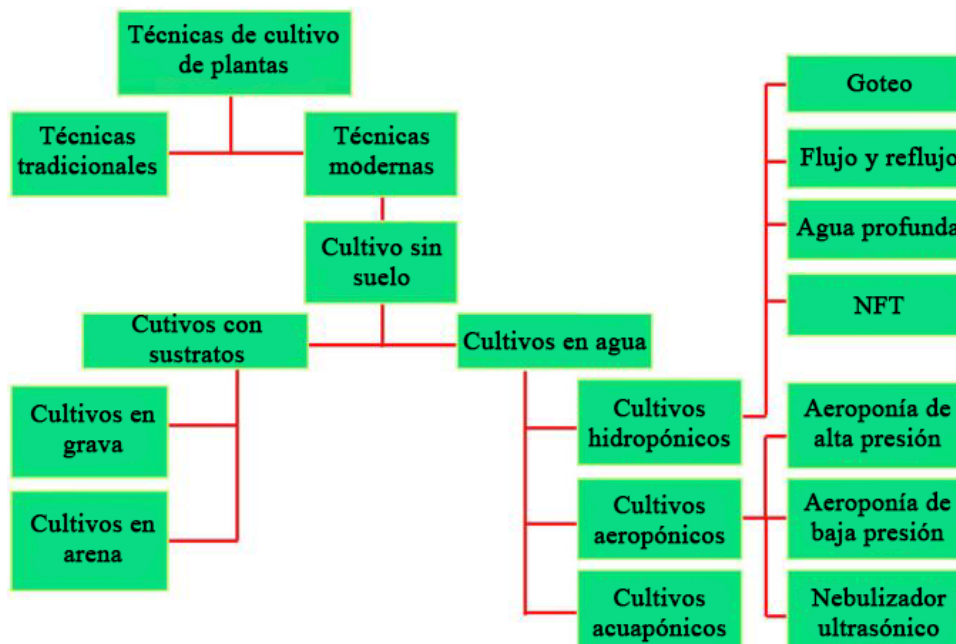 Técnicas de cultivo
de plantas
Técnicas
tradicionales
Técnicas
modernas
Cultivo sin
suelo
Cutivos con
sustratos
Cultivos en agua
Cultivos en
grava
Cultivos en
arena
Cultivos
hidropónicos
Cultivos
aeropónicos
Cultivos
acuapónicos
Goteo
Flujo y reflujo
Agua profunda
NFT
Aeroponía de
alta presión
Aeroponía de
baja presión
Nebulizador
ultrasónico